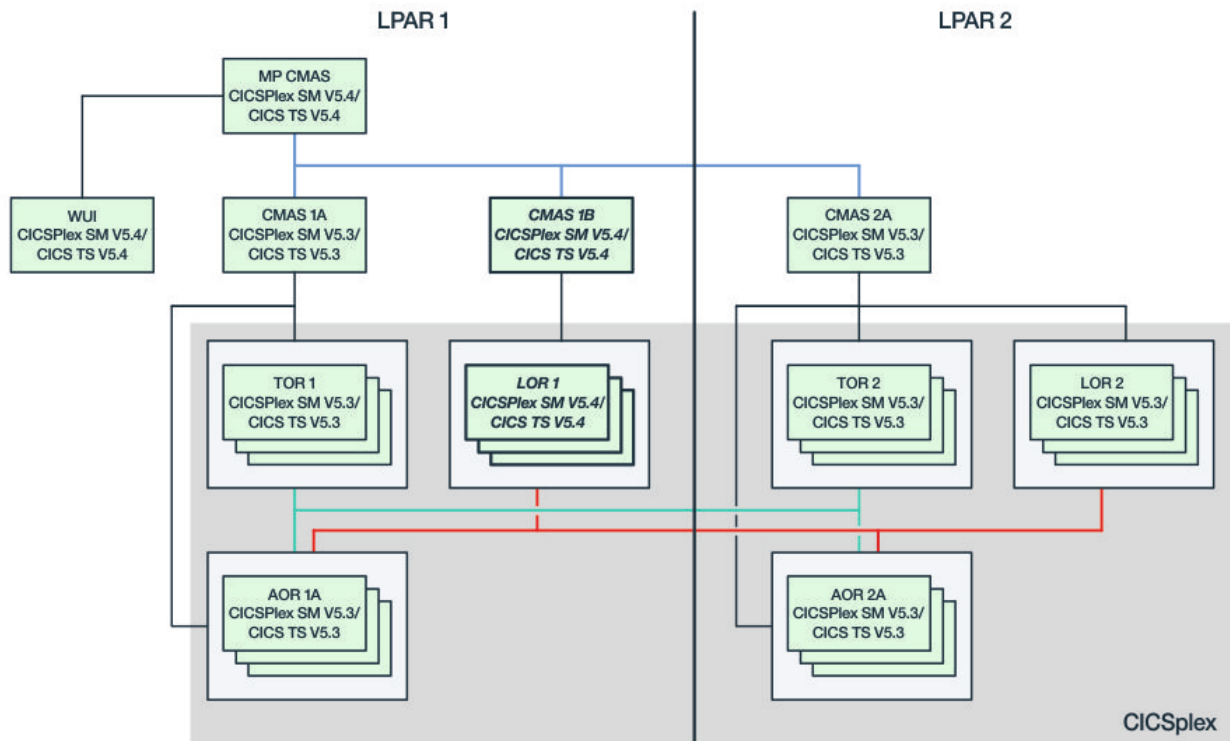 LPAR 1
LPAR 2
MP CMAS
CICSPlex SM V5.4/
CICS TS V5.4
WUI
CICSPlex SM V5.4/
CICS TS V5.4
CMAS 1A
CICSPlex SM V5.3/
CICS TS V5.3
CMAS 1B
CICSPlex SM V5.4/
CICS TS V5.4
CMAS 2A
CICSPlex SM V5.3/
CICS TS V5.3
TOR 1
CICSPlex SM V5.3/
CICS TS V5.3
LOR 1
CICSPlex SM V5.4/
CICS TS V5.4
TOR 2
CICSPlex SM V5.3/
CICS TS V5.3
LOR 2
CICSPlex SM V5.3/
CICS TS V5.3
AOR 1A
CICSPlex SM V5.3/
CICS TS V5.3
AOR 2A
CICSPlex SM V5.3/
CICS TS V5.3
CICSplex